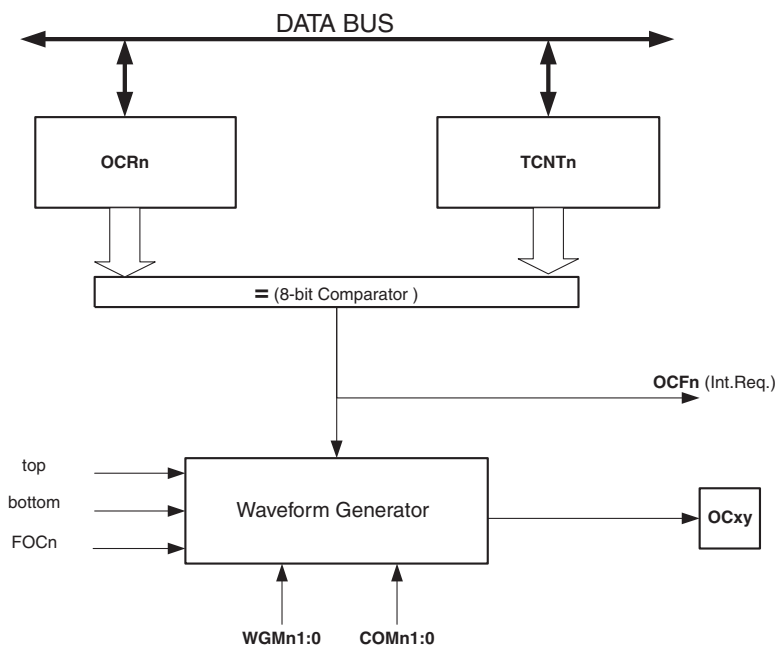 DATA BUS
OCRn
TCNTn
= (8-bit Comparator )
OCFn (Int.Req.)
top
bottom
FOCn
Waveform Generator
OCxy
WGMn1:0
COMn1:0